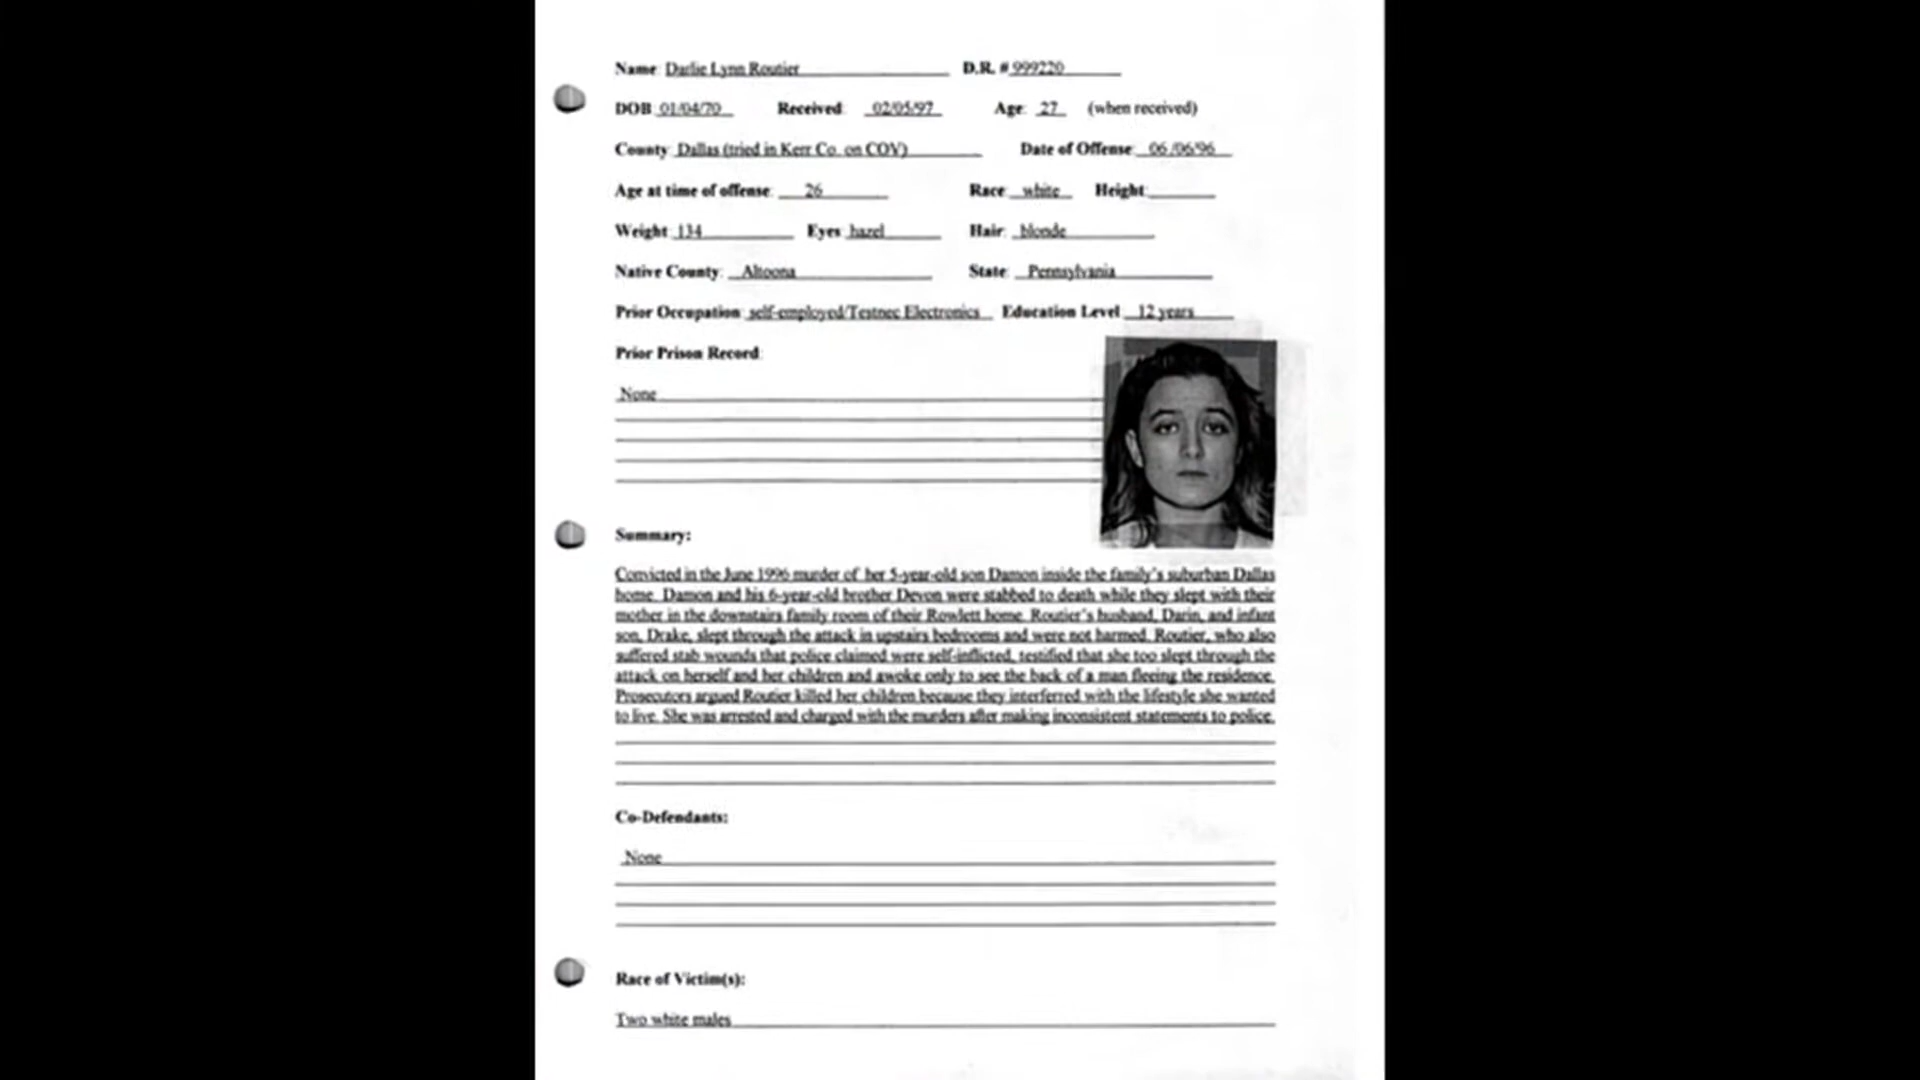 Name: Darlie Lynn Routier D.R. # 999220
DOB: 01/04/70 Received: 02/05/97 Age: 27 (when received)
County: Dallas (tried in Kerr Co. on COV) Date of Offense: 06/06/96
Age at time of offense: 26 Race: white Height:
Weight: 134 Eyes: hazel Hair: blonde
Native County: Altoona State: Pennsylvania
Prior Occupation: self-employed/Testnec Electronics Education Level: 12 years
Prior Prison Record:
None
Summary:
Convicted in the June 1996 murder of her 5-year-old son Damon inside the family's suburban Dallas
home. Damon and his 6-year-old brother Devon were stabbed to death while they slept with their
mother in the downstairs family room of their Rowlett home. Routier's husband, Darin, and infant
son, Drake, slept through the attack in upstairs bedrooms and were not harmed. Routier, who also
suffered stab wounds that police claimed were self-inflicted, testified that she too slept through the
attack on herself and her children and awoke only to see the back of a man fleeing the residence.
Prosecutors argued Routier killed her children because they interferred with the lifestyle she wanted
to live. She was arrested and charged with the murders after making inconsistent statements to police.
Co-Defendants:
None
Race of Victim(s):
Two white males